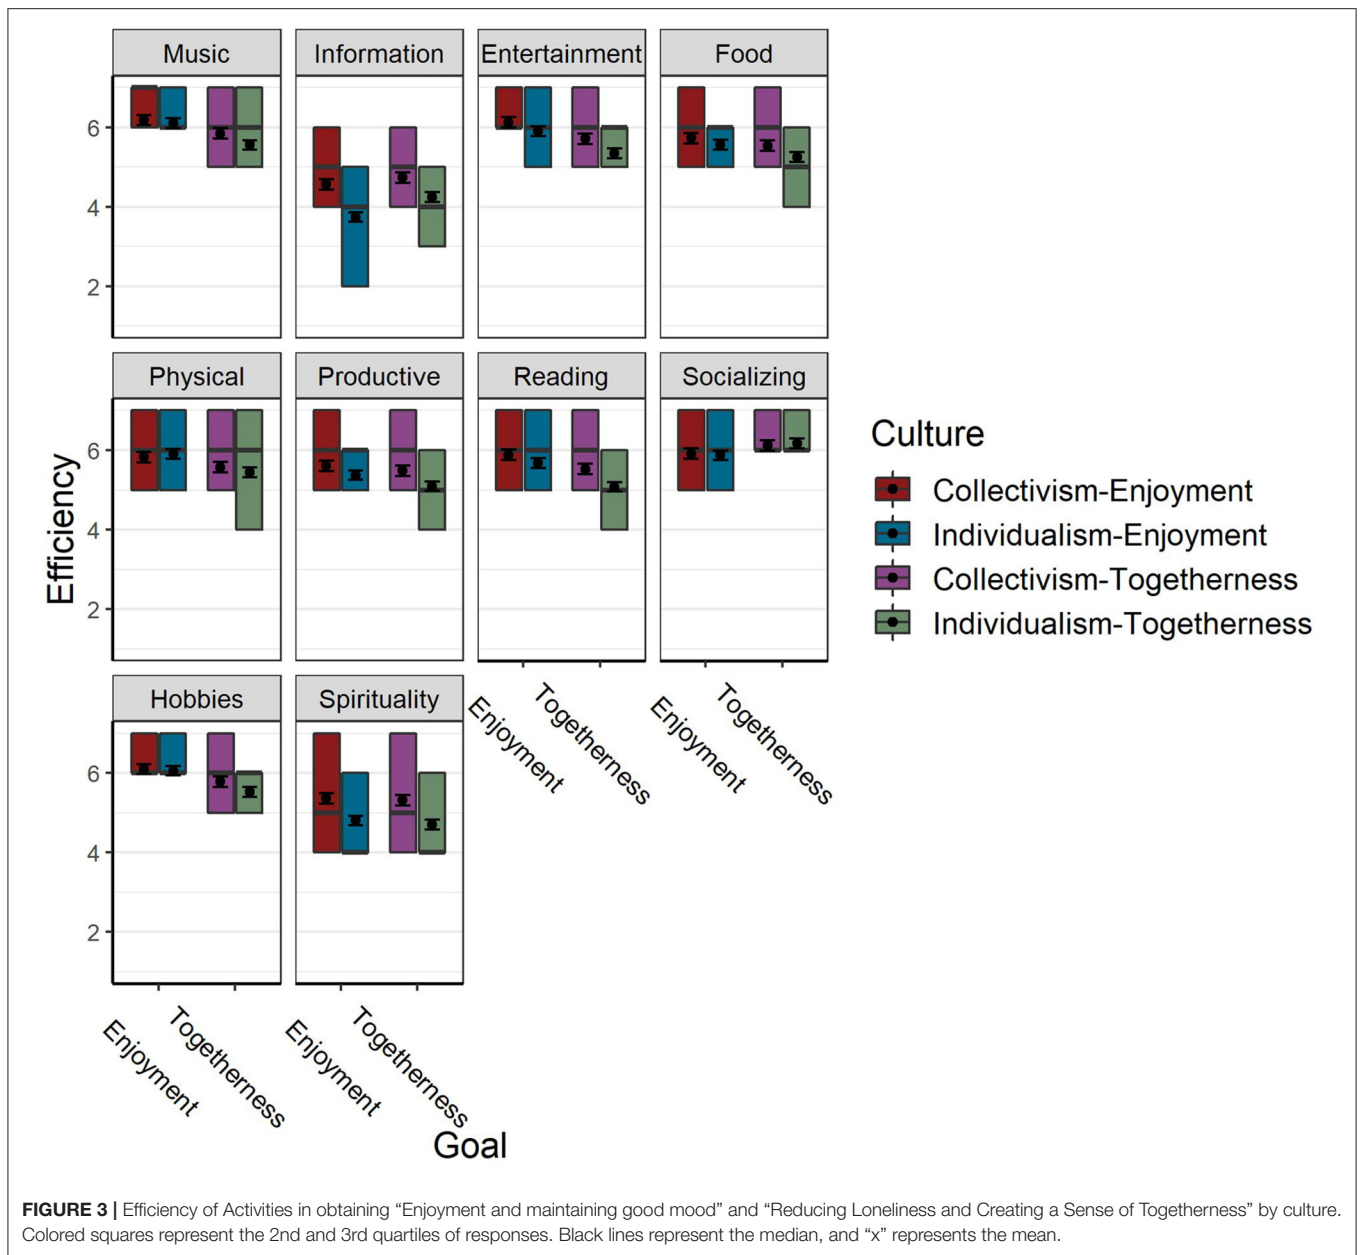 Music
Information
Entertainment
Food
6
4
2
Physical
Productive
Reading
Socializing
6
4
2
Efficiency
Culture
Collectivism-Enjoyment
Individualism-Enjoyment
Collectivism-Togetherness
Individualism-Togetherness
Hobbies
Spirituality
Enjoyment
Togetherness
Enjoyment
Togetherness
6
4
2
Enjoyment
Togetherness
Enjoyment
Togetherness
Goal
FIGURE 3 | Efficiency of Activities in obtaining “Enjoyment and maintaining good mood” and “Reducing Loneliness and Creating a Sense of Togetherness” by culture.
Colored squares represent the 2nd and 3rd quartiles of responses. Black lines represent the median, and “x” represents the mean.